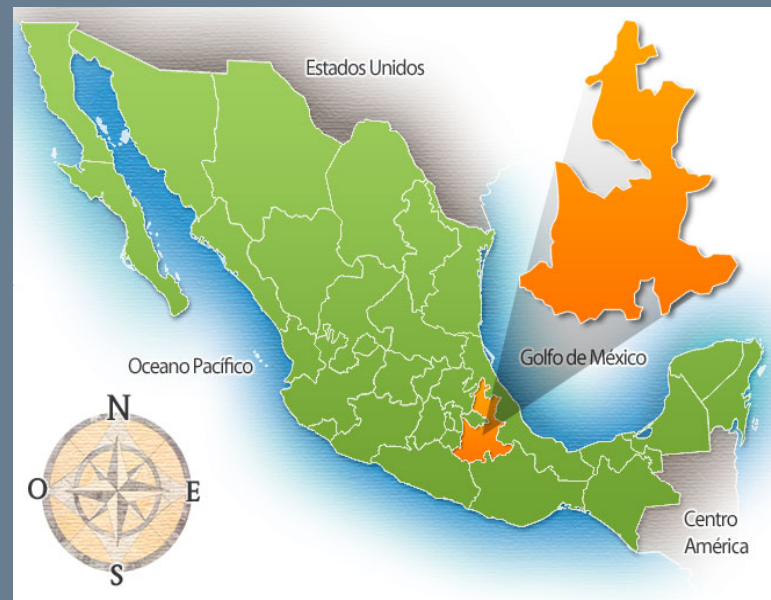 Estados Unidos
Oceano Pacífico
Golfo de México
N
O
E
S
Centro
América